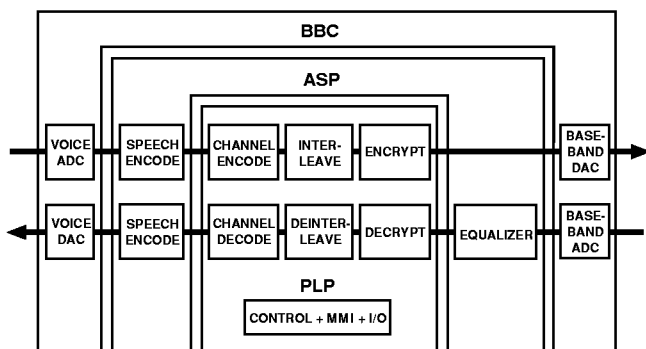 BBC
ASP
VOICE ADC
SPEECH ENCODE
CHANNEL ENCODE
INTER-
LEAVE
ENCRYPT
BASE-
BAND
DAC
VOICE DAC
SPEECH ENCODE
CHANNEL DECODE
DEINTER-
LEAVE
DECRYPT
EQUALIZER
BASE-
BAND
ADC
PLP
CONTROL + MMI + I/O